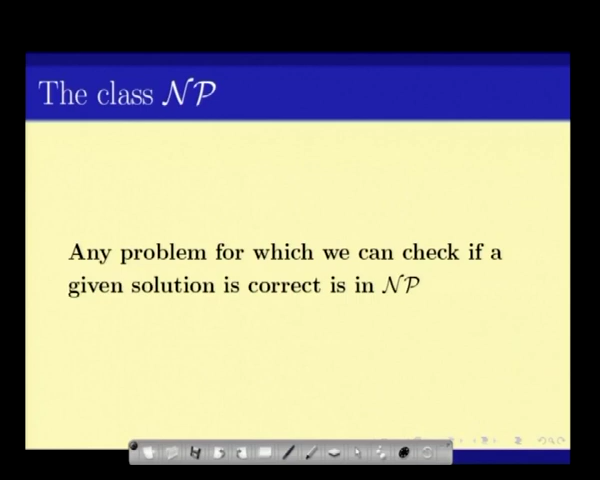 The class 𝒩𝒫
Any problem for which we can check if a
given solution is correct is in 𝒩𝒫